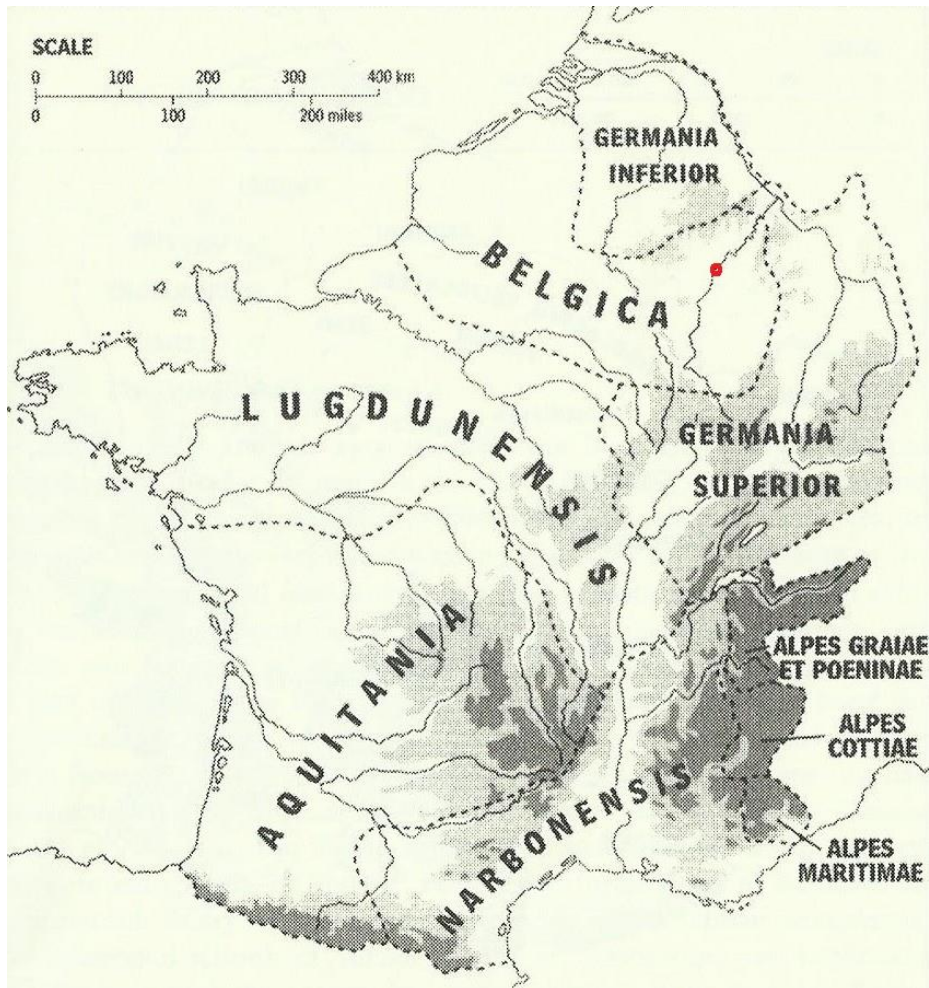 SCALE
0 100 200 300 400 km
0 100 200 miles
GERMANIA
INFERIOR
BELGICA
LUGDUNENSIS
GERMANIA
SUPERIOR
AQUITANIA
ALPES GRAIAE
ET POENINAE
ALPES
COTTIAE
NARBONENSIS
ALPES
MARITIMAE